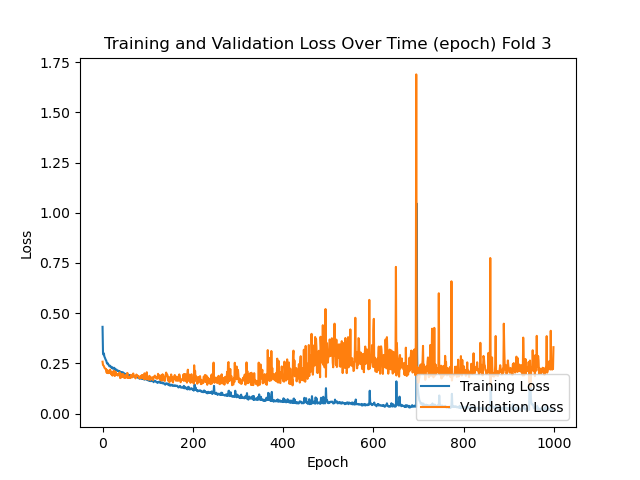 Training and Validation Loss Over Time (epoch) Fold 3
Loss
1.75
1.50
1.25
1.00
0.75
0.50
0.25
0.00
0
200
400
600
800
1000
Epoch
Training Loss
Validation Loss